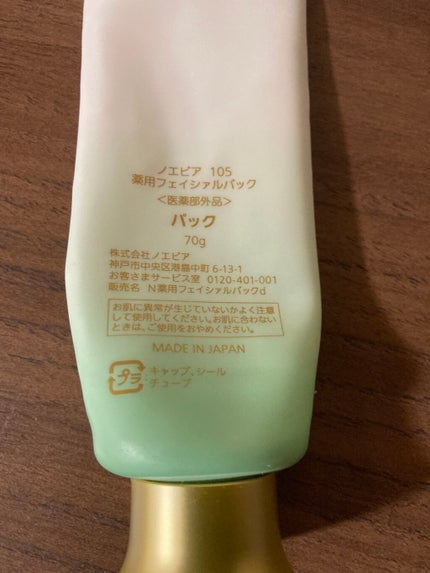 ノエビア 105
薬用フェイシャルパック
<医薬部外品>
パック
70g
株式会社ノエビア
神戸市中央区港島中町6-13-1
お客さまサービス室 0120-401-001
販売名 N薬用フェイシャルパックd
お肌に異常が生じていないかよく注意
して使用してください。お肌に合わない
ときは、ご使用をおやめください。
MADE IN JAPAN
プラ
キャップ、シール
チューブ